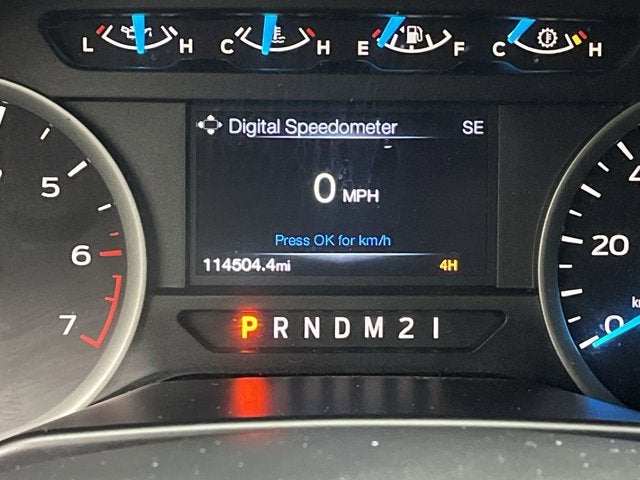 L H C H E F C H
Digital Speedometer SE
0 MPH
Press OK for km/h
114504.4mi 4H
P R N D M 2 1
5
6
7
20
0